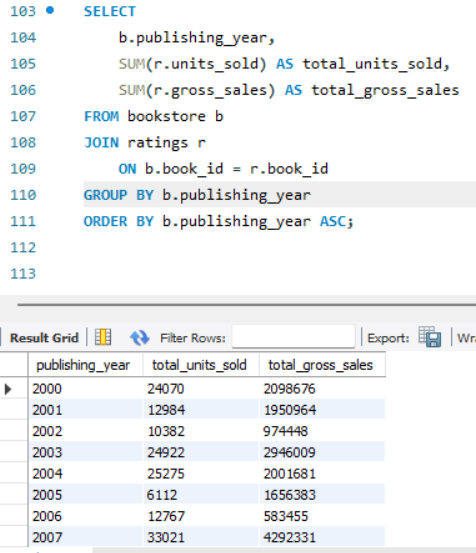 103 SELECT
104 b.publishing_year,
105 SUM(r.units_sold) AS total_units_sold,
106 SUM(r.gross_sales) AS total_gross_sales
107 FROM bookstore b
108 JOIN ratings r
109 ON b.book_id = r.book_id
110 GROUP BY b.publishing_year
111 ORDER BY b.publishing_year ASC;
112
113
Result Grid Filter Rows: Export:
publishing_year total_units_sold total_gross_sales
2000 24070 2098676
2001 12984 1950964
2002 10382 974448
2003 24922 2946009
2004 25275 2001681
2005 6112 1656383
2006 12767 583455
2007 33021 4292331